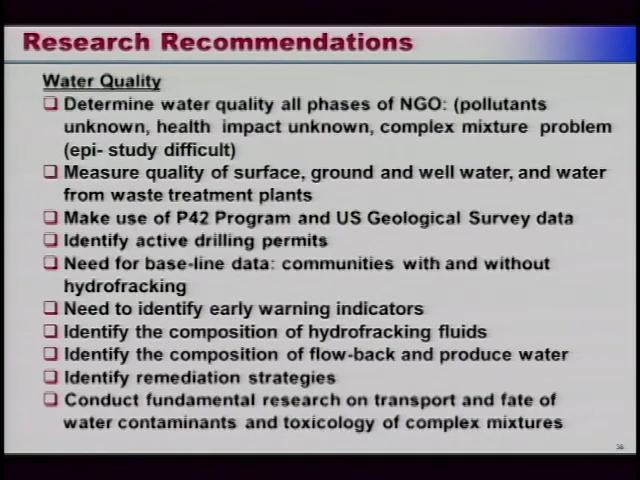 Research Recommendations
Water Quality
❑ Determine water quality all phases of NGO: (pollutants
unknown, health impact unknown, complex mixture problem
(epi- study difficult)
❑ Measure quality of surface, ground and well water, and water
from waste treatment plants
❑ Make use of P42 Program and US Geological Survey data
❑ Identify active drilling permits
❑ Need for base-line data: communities with and without
hydrofracking
❑ Need to identify early warning indicators
❑ Identify the composition of hydrofracking fluids
❑ Identify the composition of flow-back and produce water
❑ Identify remediation strategies
❑ Conduct fundamental research on transport and fate of
water contaminants and toxicology of complex mixtures